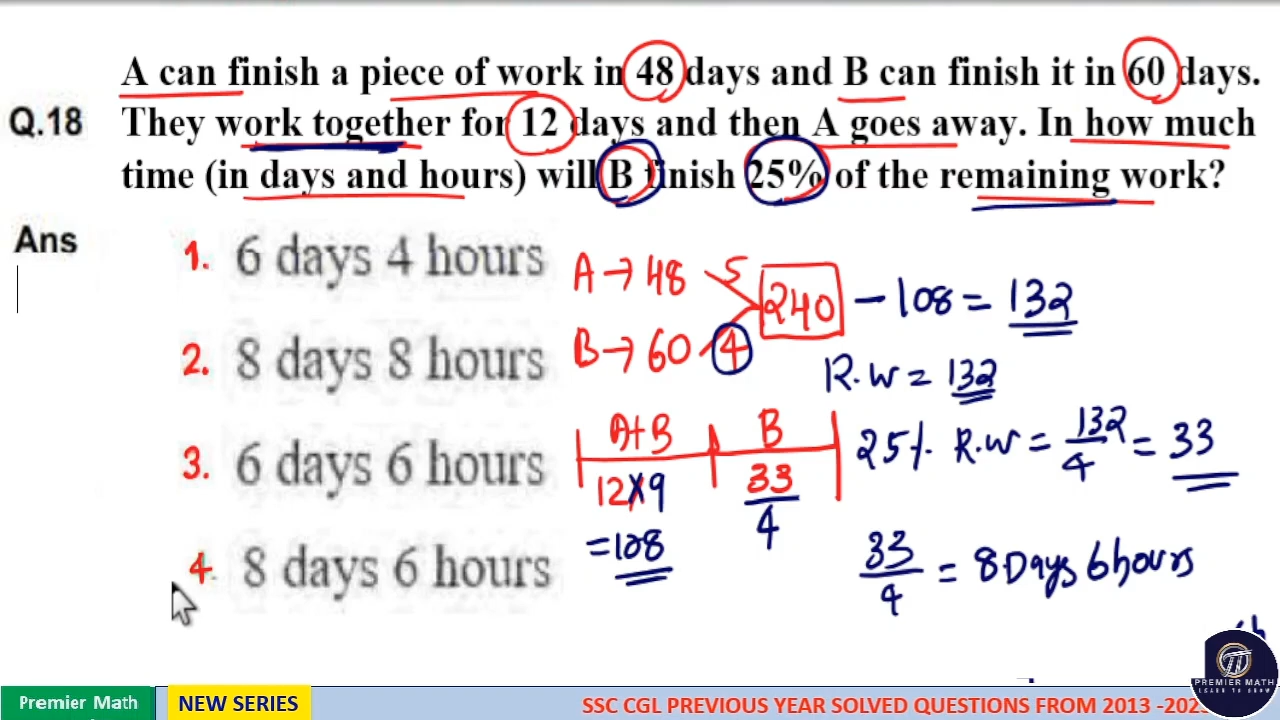 Q.18
A can finish a piece of work in 48 days and B can finish it in 60 days.
They work together for 12 days and then A goes away. In how much
time (in days and hours) will B finish 25% of the remaining work?
Ans
1. 6 days 4 hours
2. 8 days 8 hours
3. 6 days 6 hours
4. 8 days 6 hours
A → 48 5
240 - 108 = 132
B → 60 4
R.W = 132
A+B B
12×9 33/4
= 108
25% R.W = 132/4 = 33
33/4 = 8 Days 6 hours
PREMIER MATH
LEARN TO GROW
Premier Math
NEW SERIES
SSC CGL PREVIOUS YEAR SOLVED QUESTIONS FROM 2013 -202